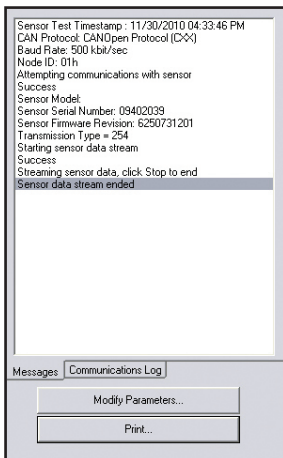 Sensor Test Timestamp : 11/30/2010 04:33:46 PM
CAN Protocol: CANOpen Protocol (CXX)
Baud Rate: 500 kbit/sec
Node ID: 01h
Attempting communications with sensor
Success
Sensor Model:
Sensor Serial Number: 09402039
Sensor Firmware Revision: 6250731201
Transmission Type = 254
Starting sensor data stream
Success
Streaming sensor data, click Stop to end
Sensor data stream ended
Messages Communications Log
Modify Parameters...
Print...